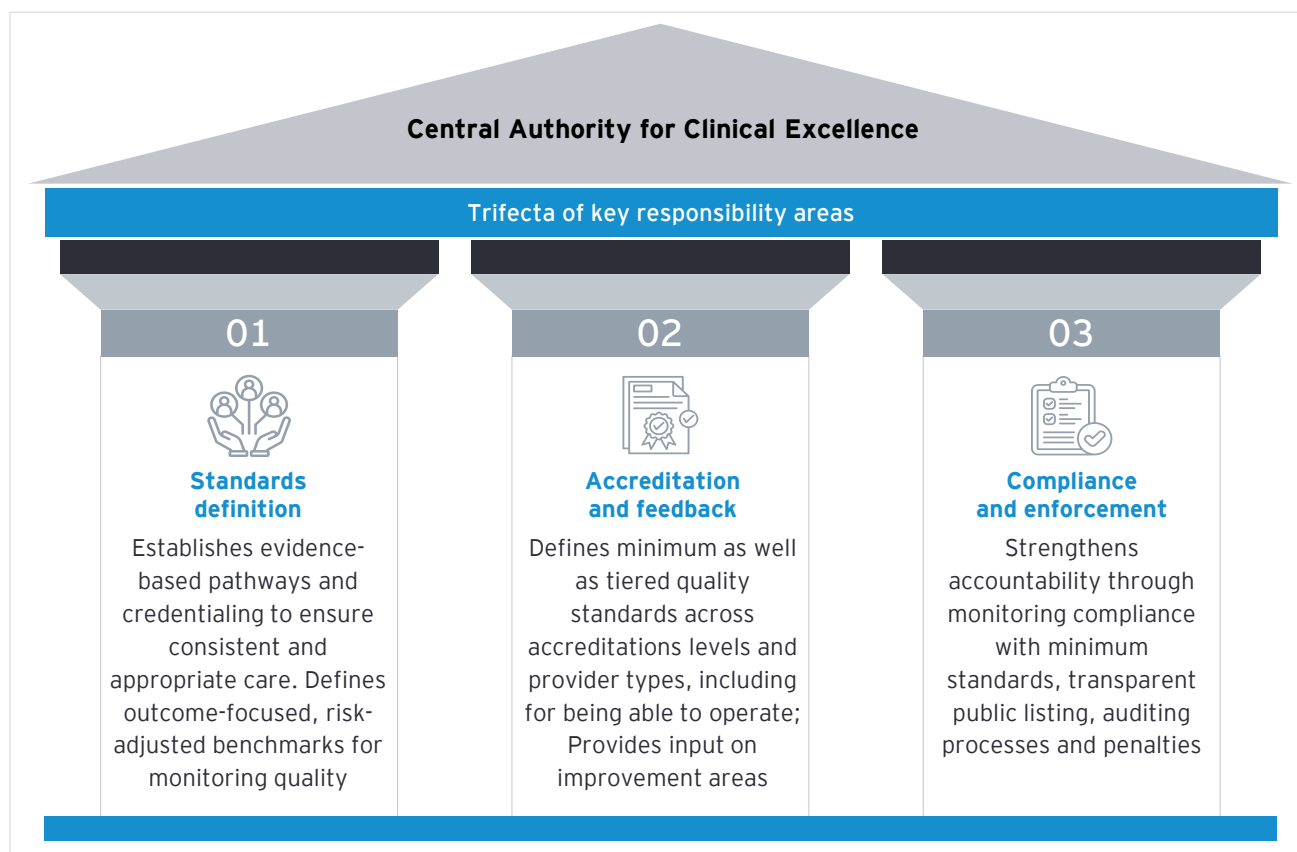 Central Authority for Clinical Excellence
Trifecta of key responsibility areas
01
Standards
definition
Establishes evidence-
based pathways and
credentialing to ensure
consistent and
appropriate care. Defines
outcome-focused, risk-
adjusted benchmarks for
monitoring quality
02
Accreditation
and feedback
Defines minimum as well
as tiered quality
standards across
accreditations levels and
provider types, including
for being able to operate;
Provides input on
improvement areas
03
Compliance
and enforcement
Strengthens
accountability through
monitoring compliance
with minimum
standards, transparent
public listing, auditing
processes and penalties